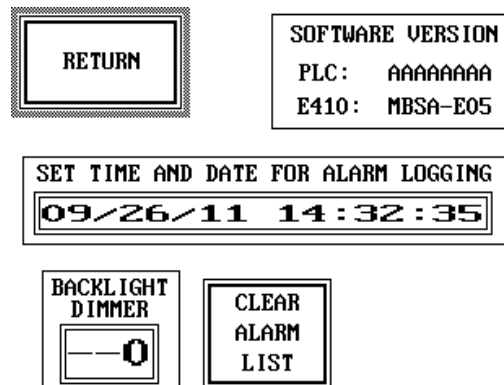 RETURN
SOFTWARE VERSION
PLC: AAAAAAAA
E410: MBSA-E05
SET TIME AND DATE FOR ALARM LOGGING
09/26/11 14:32:35
BACKLIGHT
DIMMER
--0
CLEAR
ALARM
LIST